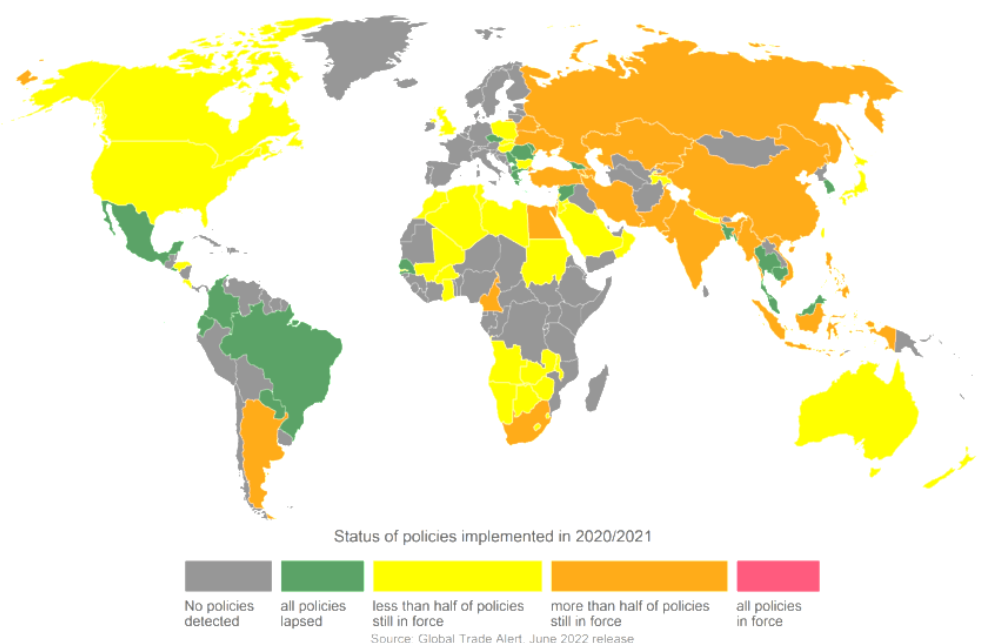 Status of policies implemented in 2020/2021
No policies
detected
all policies
lapsed
less than half of policies
still in force
more than half of policies
still in force
all policies
in force
Source: Global Trade Alert, June 2022 release